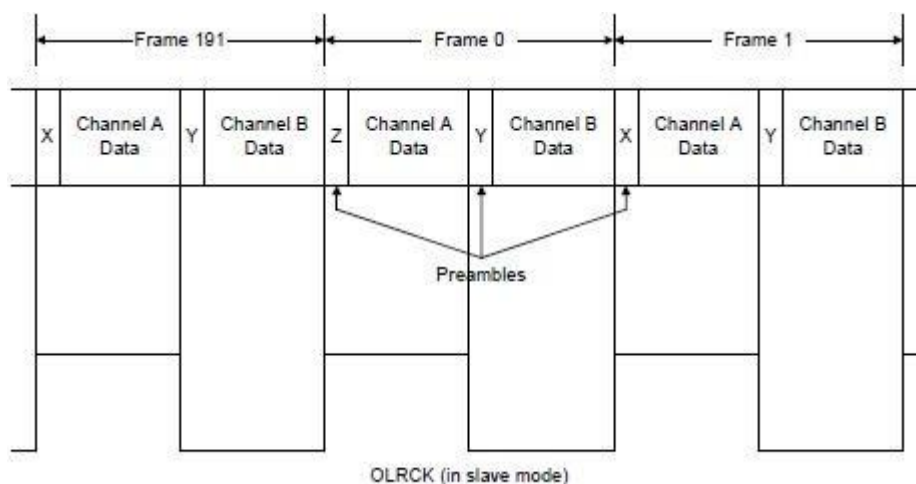 Frame 191 Frame 0 Frame 1
X Channel A Data Y Channel B Data Z Channel A Data Y Channel B Data X Channel A Data Y Channel B Data
Preambles
OLRCK (in slave mode)